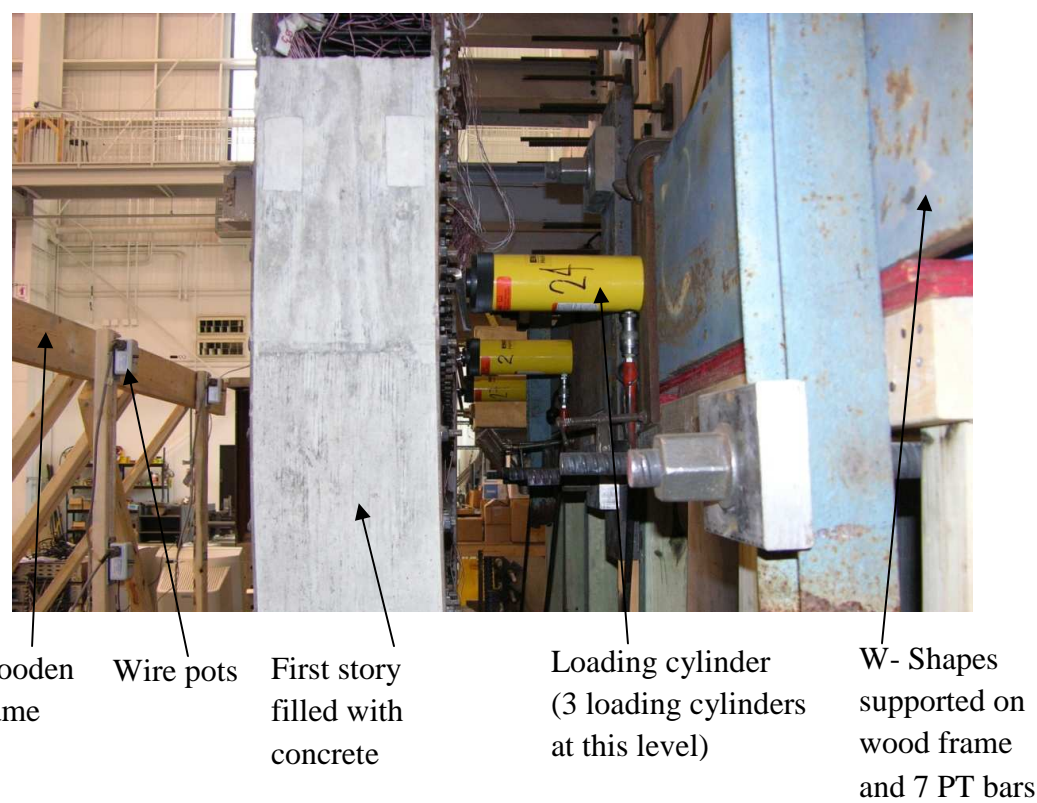 24
2
ooden
ame
Wire pots
First story
filled with
concrete
Loading cylinder
(3 loading cylinders
at this level)
W- Shapes
supported on
wood frame
and 7 PT bars